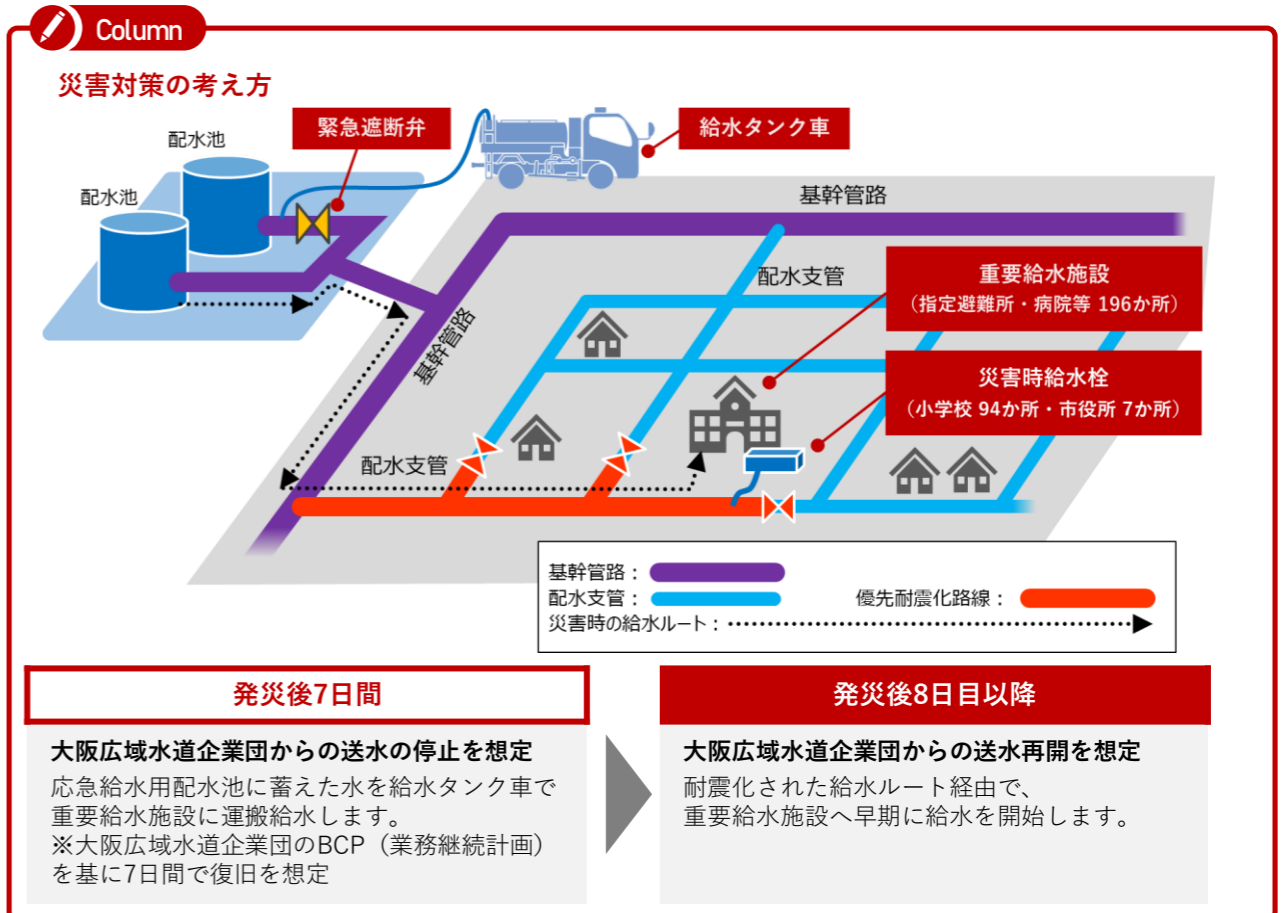 Column
災害対策の考え方
緊急遮断弁
給水タンク車
配水池
配水池
基幹管路
配水支管
重要給水施設
（指定避難所・病院等 196か所）
基幹管路
災害時給水栓
（小学校 94か所・市役所 7か所）
配水支管
基幹管路：
配水支管：
優先耐震化路線：
災害時の給水ルート：
発災後7日間
大阪広域水道企業団からの送水の停止を想定
応急給水用配水池に蓄えた水を給水タンク車で
重要給水施設に運搬給水します。
※大阪広域水道企業団のBCP（業務継続計画）
を基に7日間で復旧を想定
発災後8日目以降
大阪広域水道企業団からの送水再開を想定
耐震化された給水ルート経由で、
重要給水施設へ早期に給水を開始します。